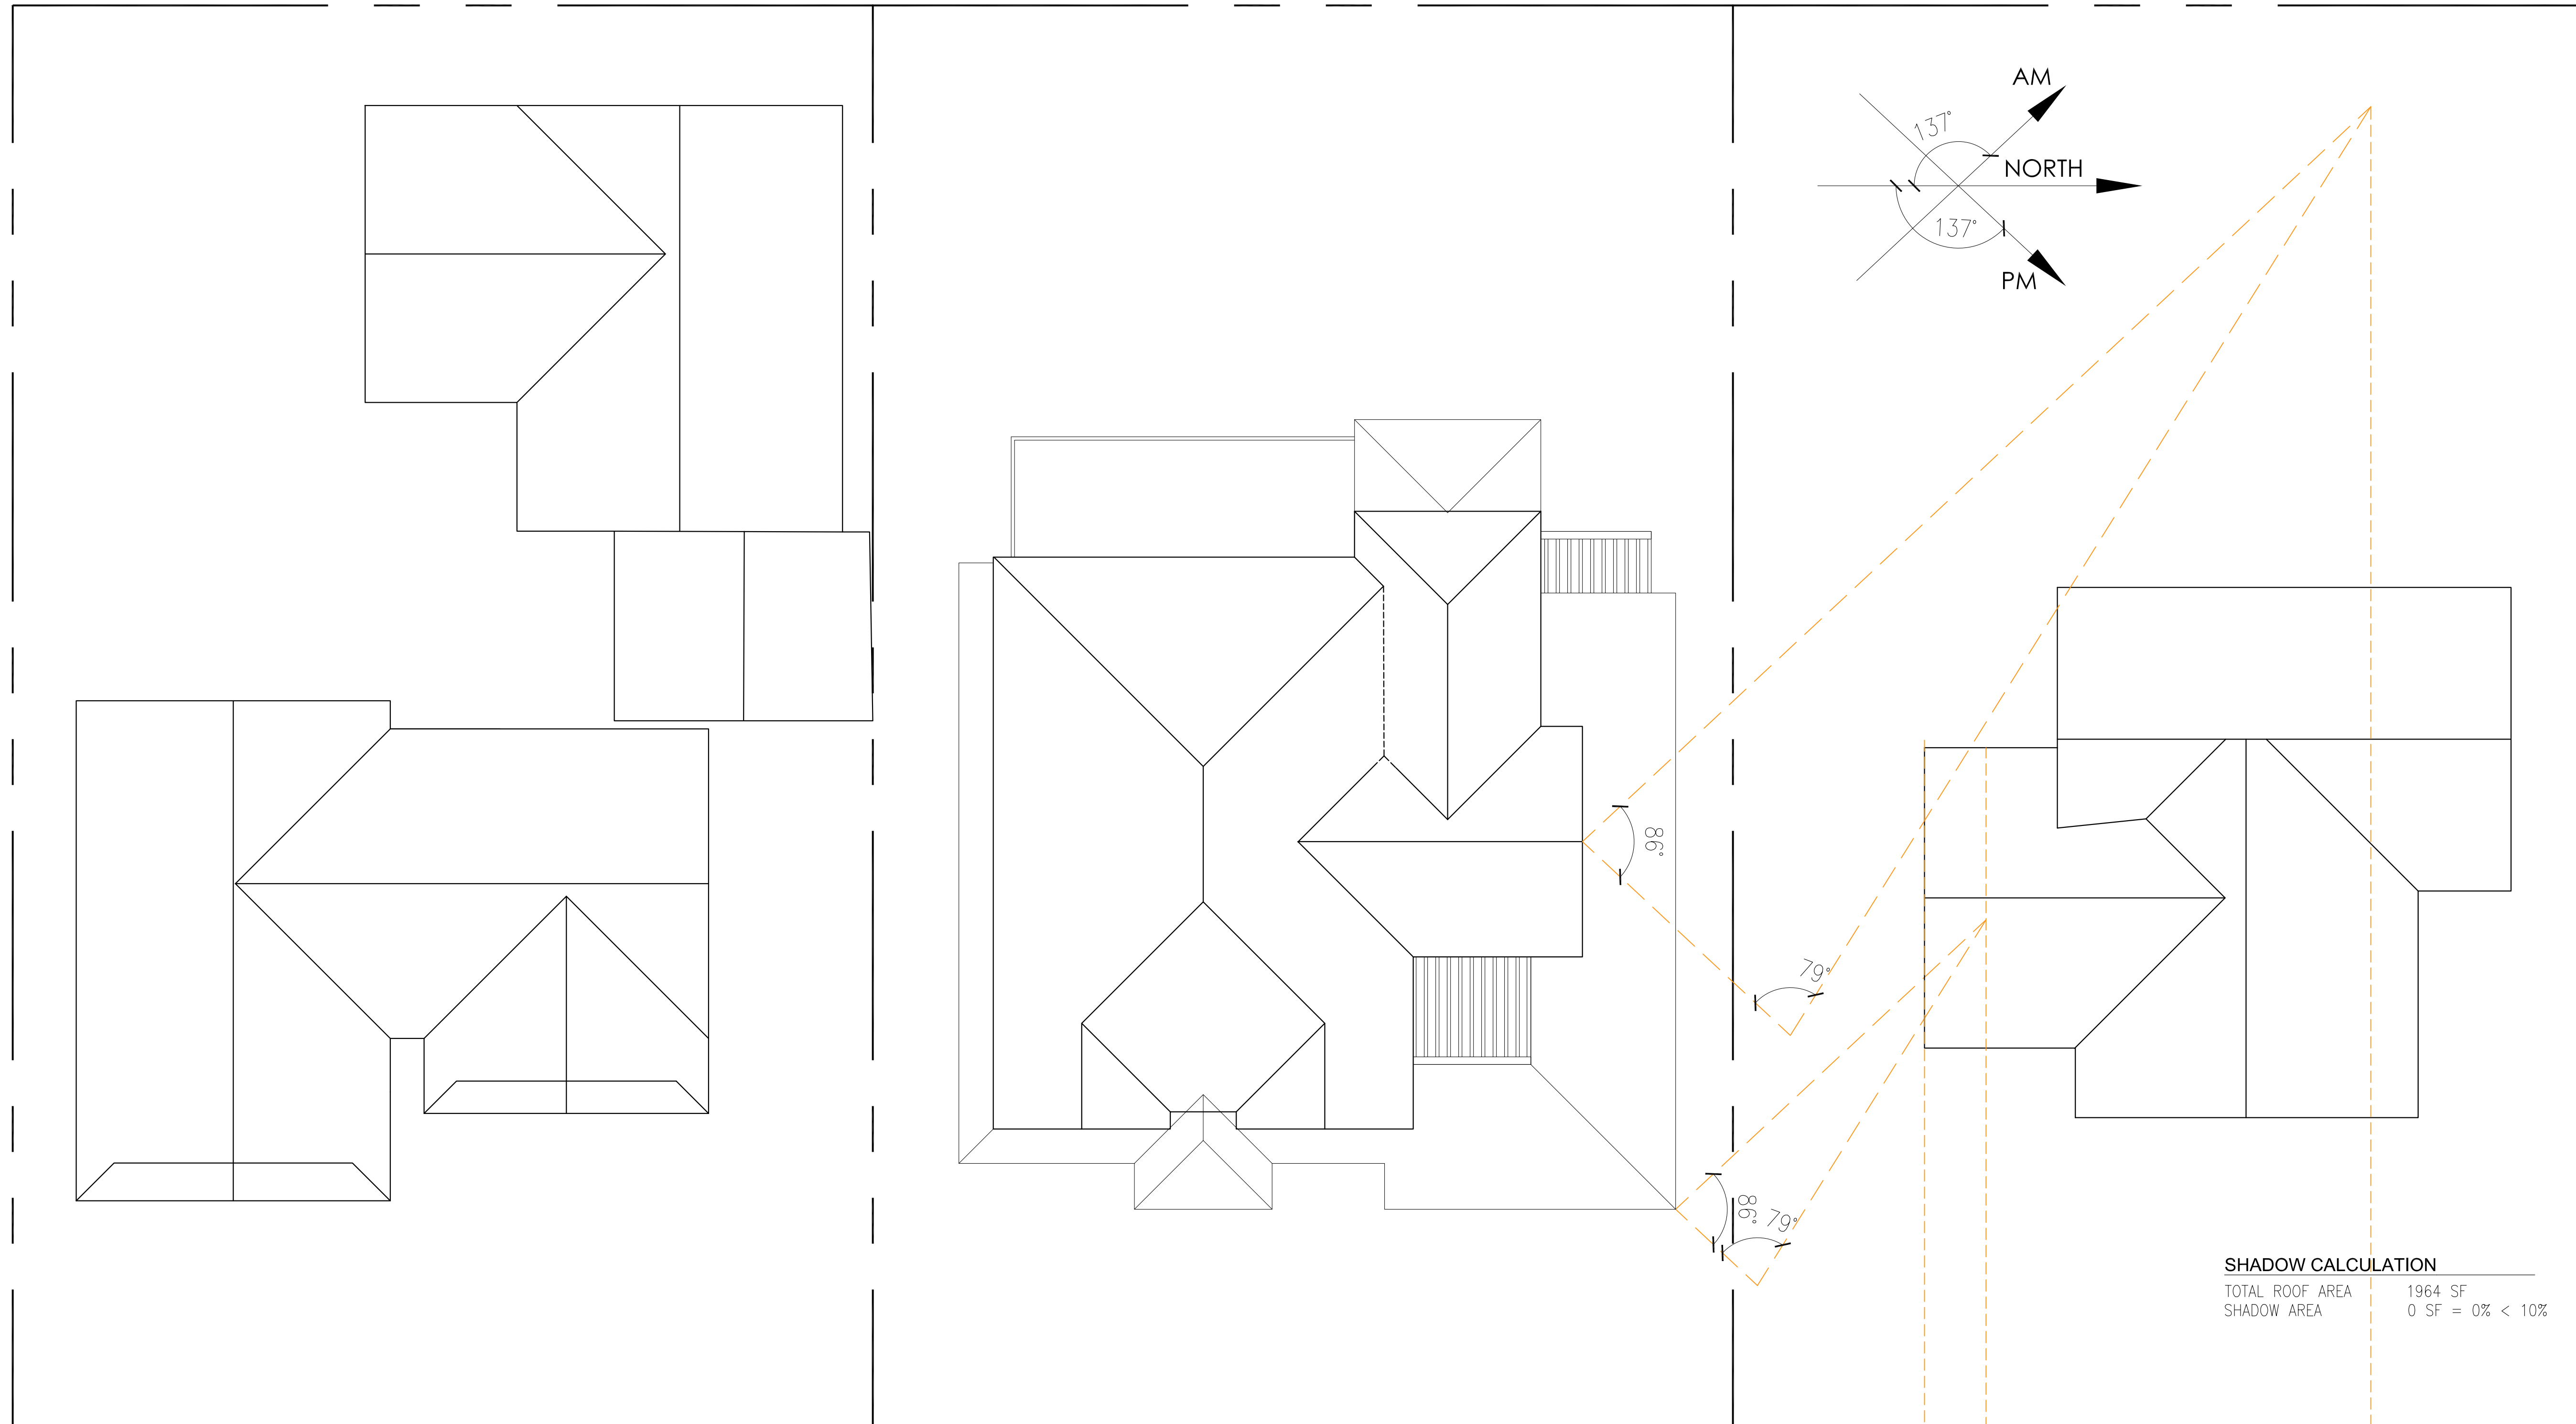 AM
137°
NORTH
137°
PM
98°
79°
98°
79°
SHADOW CALCULATION
TOTAL ROOF AREA 1964 SF
SHADOW AREA 0 SF = 0% < 10%